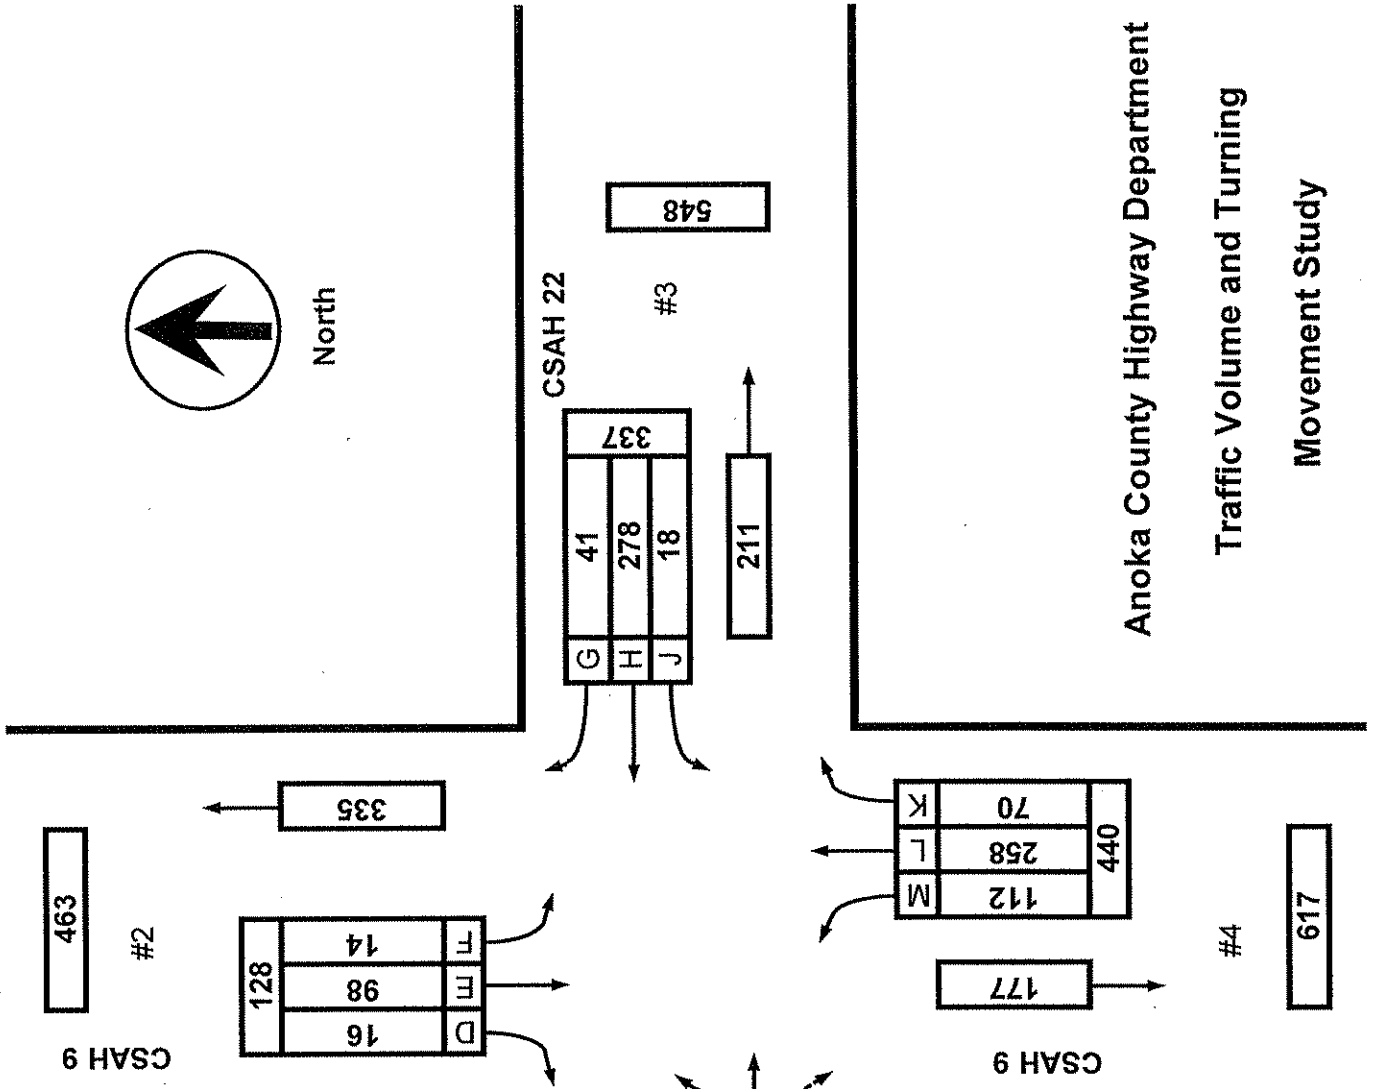 North
CSAH 9
463
#2
128
16
98
14
D
E
F
335
CSAH 22
G
41
H
278
J
18
337
211
#3
548
M
L
K
112
258
70
440
177
CSAH 9
#4
617
Anoka County Highway Department
Traffic Volume and Turning
Movement Study